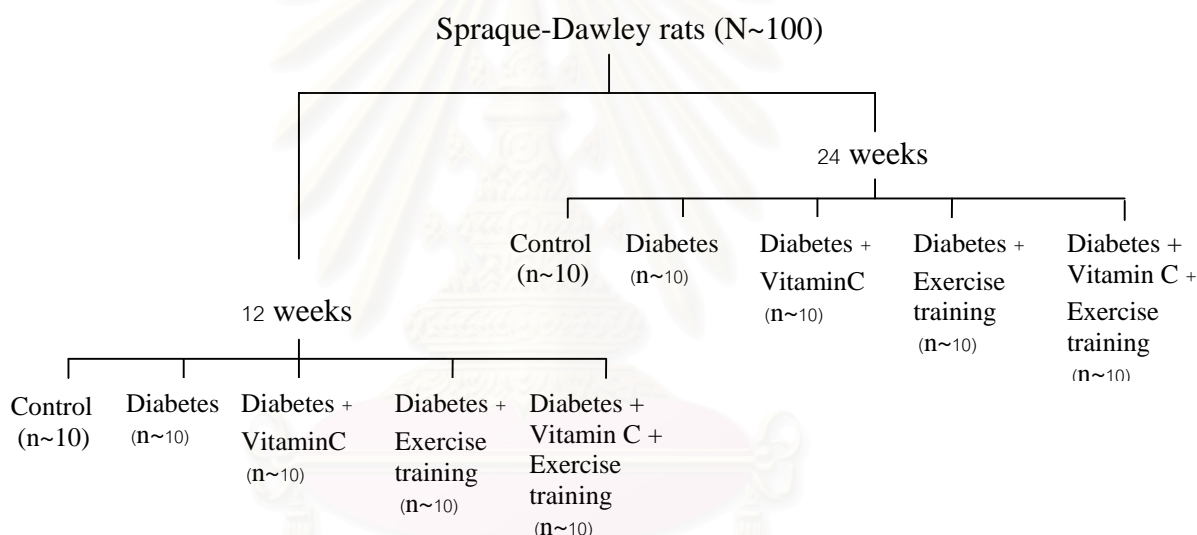 Spraque-Dawley rats (N~100)
24 weeks
Control
(n~10)
Diabetes
(n~10)
Diabetes +
VitaminC
(n~10)
Diabetes +
Exercise
training
(n~10)
Diabetes +
Vitamin C +
Exercise
training
(n~10)
12 weeks
Control
(n~10)
Diabetes
(n~10)
Diabetes +
VitaminC
(n~10)
Diabetes +
Exercise
training
(n~10)
Diabetes +
Vitamin C +
Exercise
training
(n~10)